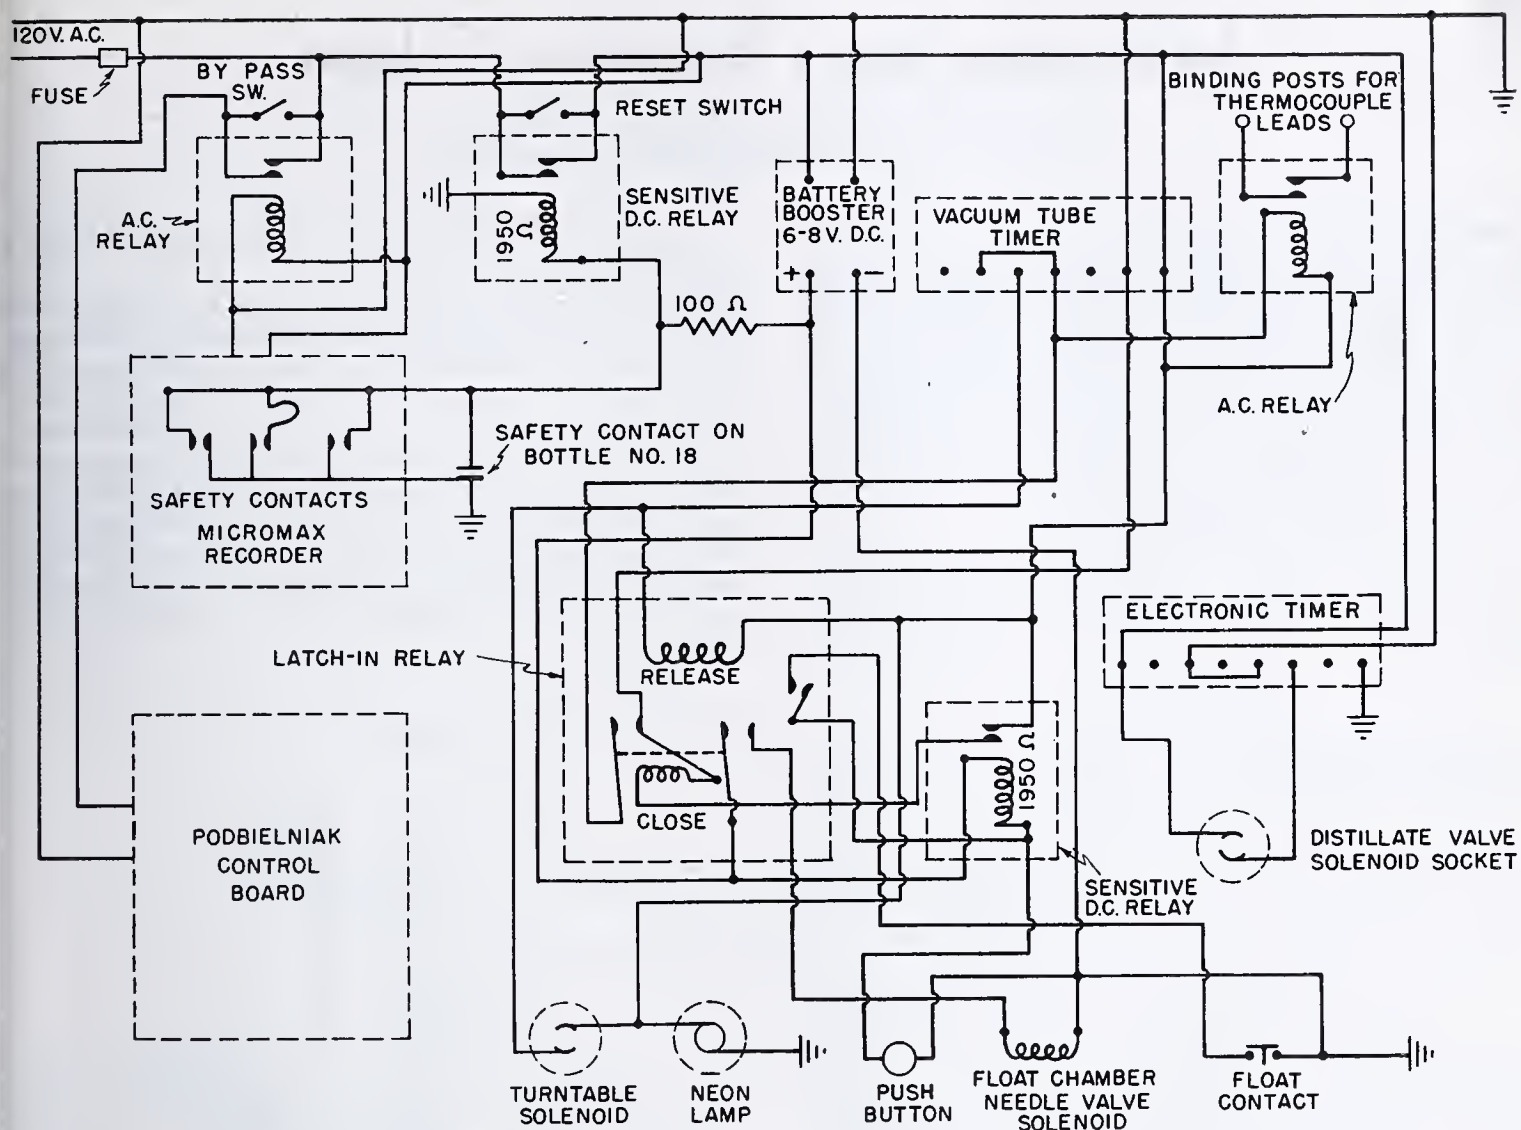 120 V. A.C.
FUSE
BY PASS
SW.
RESET SWITCH
BINDING POSTS FOR
THERMOCOUPLE
LEADS
A.C.
RELAY
1950
Ω
SENSITIVE
D.C. RELAY
BATTERY
BOOSTER
6-8 V. D.C.
+
−
VACUUM TUBE
TIMER
100 Ω
A.C. RELAY
SAFETY CONTACT ON
BOTTLE NO. 18
SAFETY CONTACTS
MICROMAX
RECORDER
ELECTRONIC TIMER
LATCH-IN RELAY
RELEASE
CLOSE
1950 Ω
PODBIELNIAK
CONTROL
BOARD
DISTILLATE VALVE
SOLENOID SOCKET
SENSITIVE
D.C. RELAY
TURNTABLE
SOLENOID
NEON
LAMP
PUSH
BUTTON
FLOAT CHAMBER
NEEDLE VALVE
SOLENOID
FLOAT
CONTACT